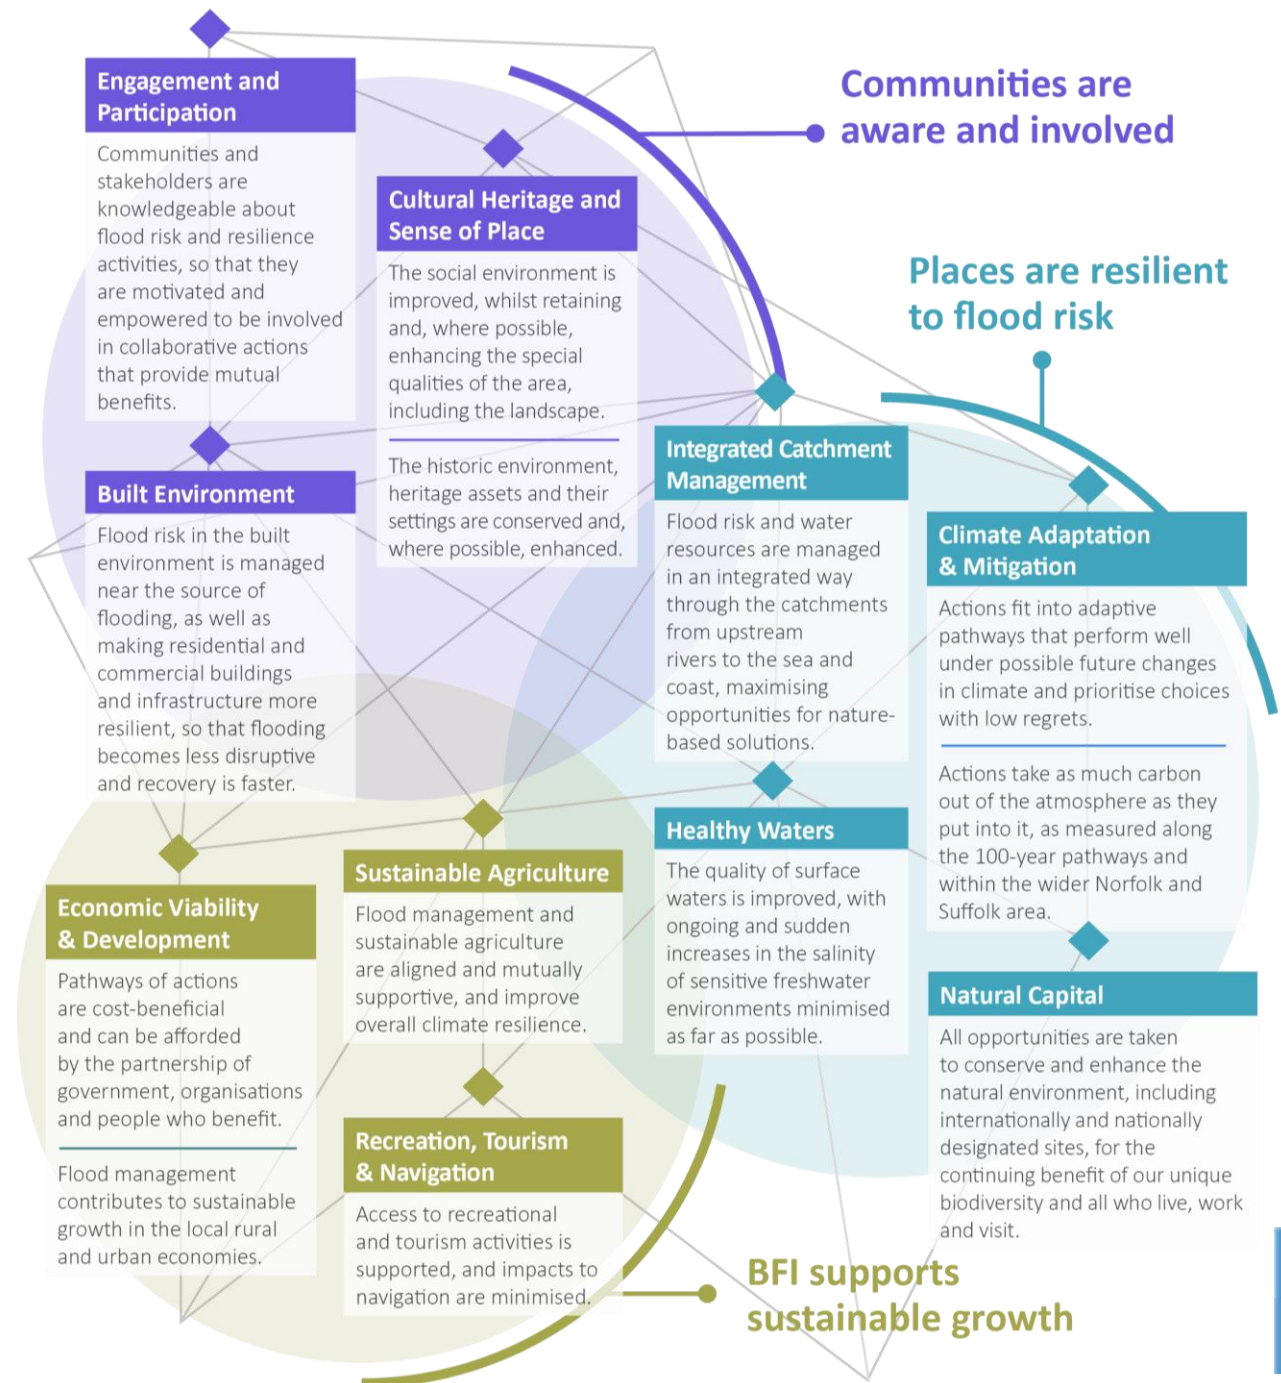 Communities are
aware and involved
Engagement and
Participation
Communities and
stakeholders are
knowledgeable about
flood risk and resilience
activities, so that they
are motivated and
empowered to be involved
in collaborative actions
that provide mutual
benefits.
Cultural Heritage and
Sense of Place
The social environment is
improved, whilst retaining
and, where possible,
enhancing the special
qualities of the area,
including the landscape.
The historic environment,
heritage assets and their
settings are conserved and,
where possible, enhanced.
Built Environment
Flood risk in the built
environment is managed
near the source of
flooding, as well as
making residential and
commercial buildings
and infrastructure more
resilient, so that flooding
becomes less disruptive
and recovery is faster.
Places are resilient
to flood risk
Integrated Catchment
Management
Flood risk and water
resources are managed
in an integrated way
through the catchments
from upstream
rivers to the sea and
coast, maximising
opportunities for nature-
based solutions.
Climate Adaptation
& Mitigation
Actions fit into adaptive
pathways that perform well
under possible future changes
in climate and prioritise choices
with low regrets.
Actions take as much carbon
out of the atmosphere as they
put into it, as measured along
the 100-year pathways and
within the wider Norfolk and
Suffolk area.
Healthy Waters
The quality of surface
waters is improved, with
ongoing and sudden
increases in the salinity
of sensitive freshwater
environments minimised
as far as possible.
Natural Capital
All opportunities are taken
to conserve and enhance the
natural environment, including
internationally and nationally
designated sites, for the
continuing benefit of our unique
biodiversity and all who live, work
and visit.
Economic Viability
& Development
Pathways of actions
are cost-beneficial
and can be afforded
by the partnership of
government, organisations
and people who benefit.
Flood management
contributes to sustainable
growth in the local rural
and urban economies.
Sustainable Agriculture
Flood management and
sustainable agriculture
are aligned and mutually
supportive, and improve
overall climate resilience.
Recreation, Tourism
& Navigation
Access to recreational
and tourism activities is
supported, and impacts to
navigation are minimised.
BFI supports
sustainable growth